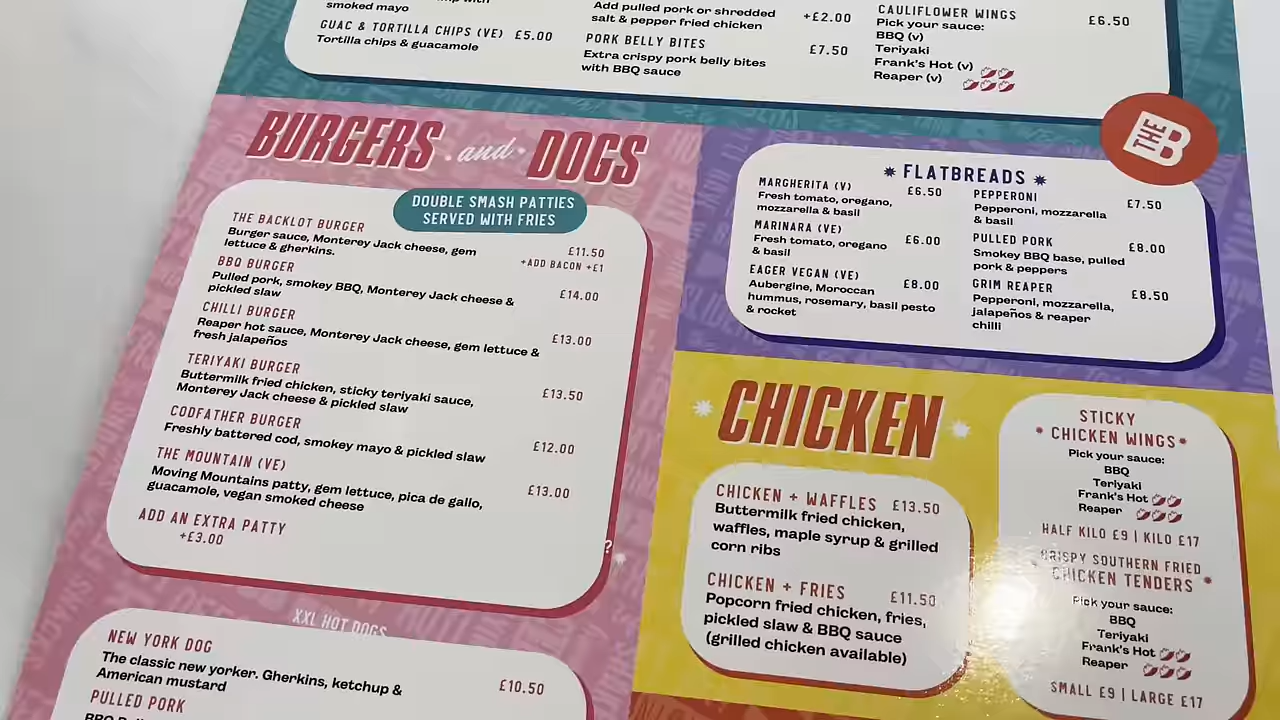 smokey mayo
GUAC & TORTILLA CHIPS (VE) £5.00
Tortilla chips & guacamole
Add pulled pork or shredded
salt & pepper fried chicken
+£2.00
PORK BELLY BITES
£7.50
Extra crispy pork belly bites
with BBQ sauce
CAULIFLOWER WINGS
£6.50
Pick your sauce:
BBQ (v)
Teriyaki
Frank's Hot (v)
Reaper (v)
THE B
BURGERS and DOGS
DOUBLE SMASH PATTIES
SERVED WITH FRIES
THE BACKLOT BURGER
£11.50
Burger sauce, Monterey Jack cheese, gem
lettuce & gherkins.
+ADD BACON +£1
BBQ BURGER
£14.00
Pulled pork, smokey BBQ, Monterey Jack cheese &
pickled slaw
CHILLI BURGER
£13.00
Reaper hot sauce, Monterey Jack cheese, gem lettuce &
fresh jalapeños
TERIYAKI BURGER
£13.50
Buttermilk fried chicken, sticky teriyaki sauce,
Monterey Jack cheese & pickled slaw
CODFATHER BURGER
£12.00
Freshly battered cod, smokey mayo & pickled slaw
THE MOUNTAIN (VE)
£13.00
Moving Mountains patty, gem lettuce, pica de gallo,
guacamole, vegan smoked cheese
ADD AN EXTRA PATTY
+£3.00
XXL HOT DOGS
NEW YORK DOG
£10.50
The classic new yorker. Gherkins, ketchup &
American mustard
PULLED PORK
FLATBREADS
MARGHERITA (V)
£6.50
Fresh tomato, oregano,
mozzarella & basil
MARINARA (VE)
£6.00
Fresh tomato, oregano
& basil
EAGER VEGAN (VE)
£8.00
Aubergine, Moroccan
hummus, rosemary, basil pesto
& rocket
PEPPERONI
£7.50
Pepperoni, mozzarella
& basil
PULLED PORK
£8.00
Smokey BBQ base, pulled
pork & peppers
GRIM REAPER
£8.50
Pepperoni, mozzarella,
jalapeños & reaper
chilli
CHICKEN
CHICKEN + WAFFLES £13.50
Buttermilk fried chicken,
waffles, maple syrup & grilled
corn ribs
CHICKEN + FRIES £11.50
Popcorn fried chicken, fries,
pickled slaw & BBQ sauce
(grilled chicken available)
STICKY
CHICKEN WINGS
Pick your sauce:
BBQ
Teriyaki
Frank's Hot
Reaper
HALF KILO £9 | KILO £17
CRISPY SOUTHERN FRIED
CHICKEN TENDERS
Pick your sauce:
BBQ
Teriyaki
Frank's Hot
Reaper
SMALL £9 | LARGE £17